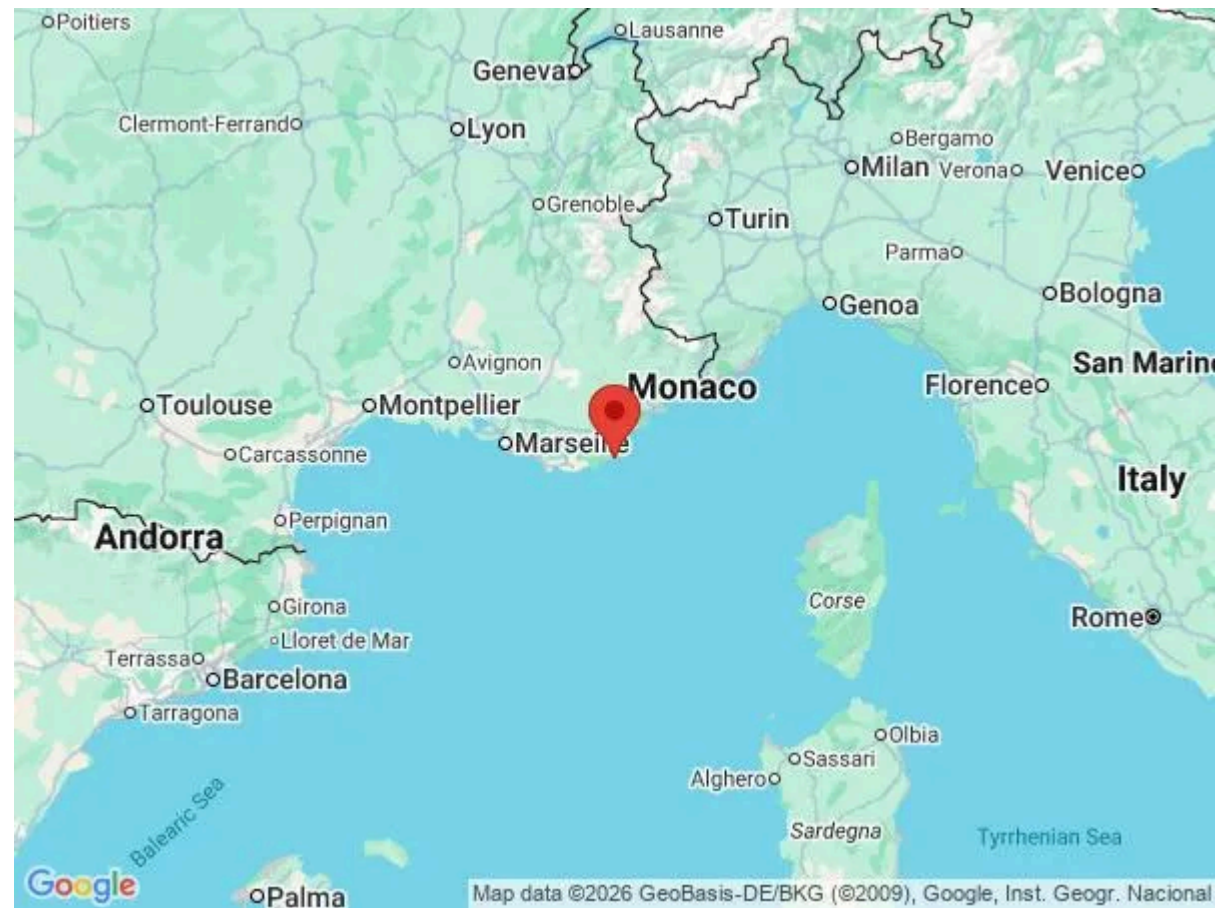 Poitiers
Lausanne
Geneva
Clermont-Ferrand
Lyon
Bergamo
Milan
Verona
Venice
Grenoble
Turin
Parma
Bologna
Genoa
Avignon
San Marino
Monaco
Florence
Toulouse
Montpellier
Marseille
Carcassonne
Italy
Perpignan
Andorra
Corse
Girona
Rome
Lloret de Mar
Terrassa
Barcelona
Tarragona
Olbia
Sassari
Alghero
Balearic Sea
Sardegna
Tyrrhenian Sea
Google
Palma
Map data ©2026 GeoBasis-DE/BKG (©2009), Google, Inst. Geogr. Nacional